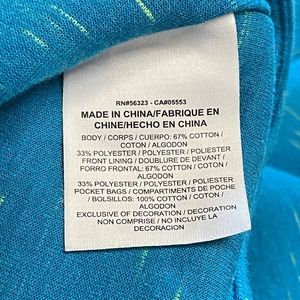 RN#56323 - CA#05553
MADE IN CHINA/FABRIQUE EN
CHINE/HECHO EN CHINA
BODY / CORPS / CUERPO: 67% COTTON /
COTON / ALGODON
33% POLYESTER / POLYESTER / POLIESTER
FRONT LINING / DOUBLURE DE DEVANT /
FORRO FRONTAL: 67% COTTON / COTON /
ALGODON
33% POLYESTER / POLYESTER / POLIESTER
POCKET BAGS / COMPARTIMENTS DE POCHE
/ BOLSILLOS: 100% COTTON / COTON /
ALGODON
EXCLUSIVE OF DECORATION / DECORATION
NON COMPRISE / NO INCLUYE LA
DECORACION